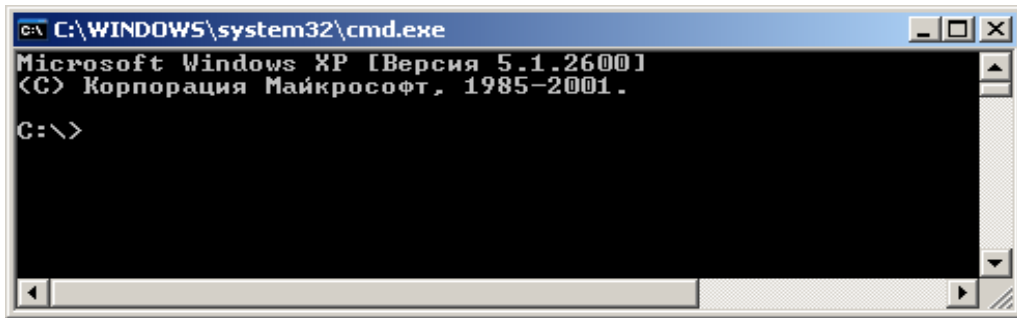 C:\WINDOWS\system32\cmd.exe
Microsoft Windows XP [Версия 5.1.2600]
(C) Корпорация Майкрософт, 1985-2001.
C:\>